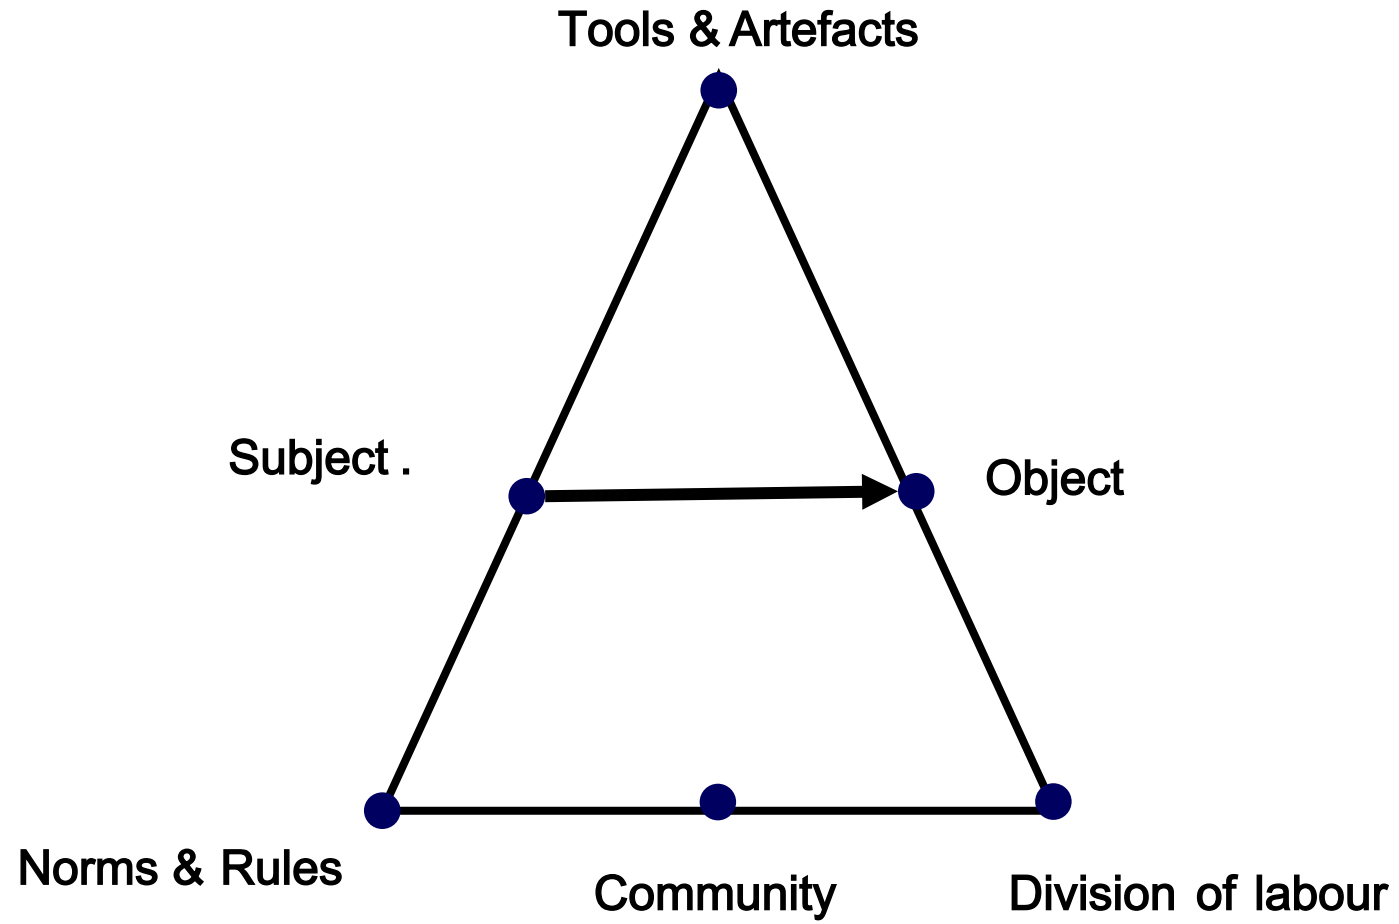 Tools & Artefacts
Subject .
Object
Norms & Rules
Community
Division of labour